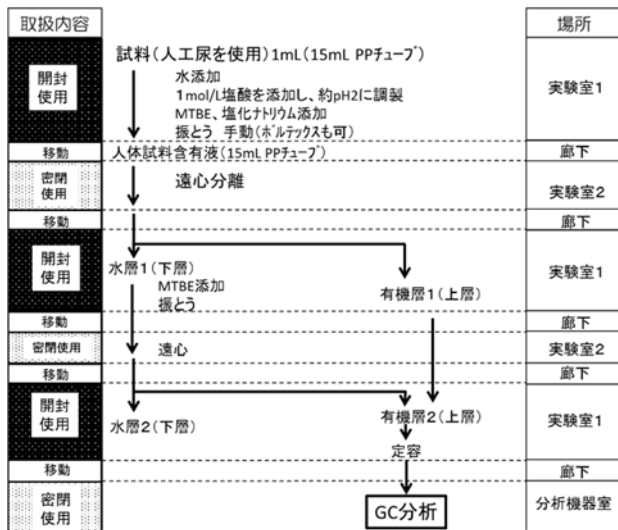 取扱内容
場所
試料(人工尿を使用)1mL(15mL PPチューブ)
開封
使用
水添加
1mol/L塩酸を添加し、約pH2に調製
MTBE、塩化ナトリウム添加
振とう 手動(ボルテックスも可)
実験室1
移動
人体試料含有液(15mL PPチューブ)
廊下
密閉
使用
遠心分離
実験室2
移動
廊下
開封
使用
水層1(下層)
MTBE添加
振とう
有機層1(上層)
実験室1
移動
廊下
密閉使用
遠心
実験室2
移動
廊下
開封
使用
水層2(下層)
有機層2(上層)
定容
実験室1
移動
廊下
密閉
使用
GC分析
分析機器室